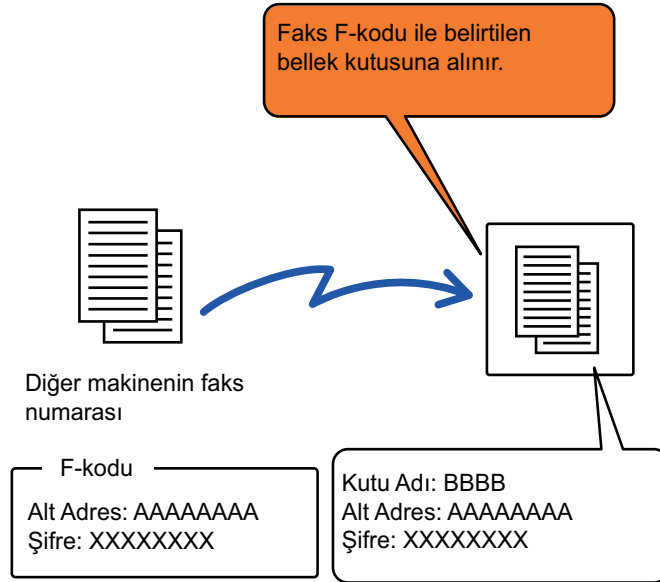 Faks F-kodu ile belirtilen
bellek kutusuna alınır.
Diğer makinenin faks
numarası
F-kodu
Alt Adres: AAAAAAAA
Şifre: XXXXXXXX
Kutu Adı: BBBB
Alt Adres: AAAAAAAA
Şifre: XXXXXXXX